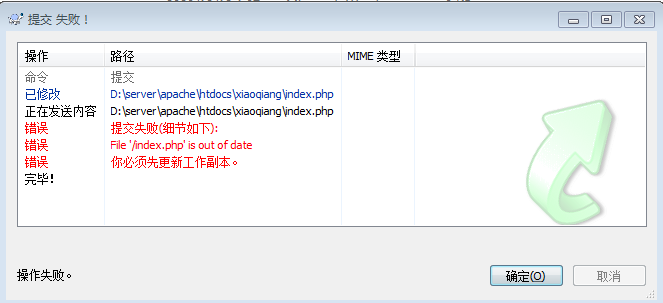 提交 失败！
操作 路径 MIME 类型
命令 提交
已修改 D:\server\apache\htdocs\xiaoqiang\index.php
正在发送内容 D:\server\apache\htdocs\xiaoqiang\index.php
错误 提交失败(细节如下):
错误 File '/index.php' is out of date
错误 你必须先更新工作副本。
完毕!
操作失败。
确定(O) 取消